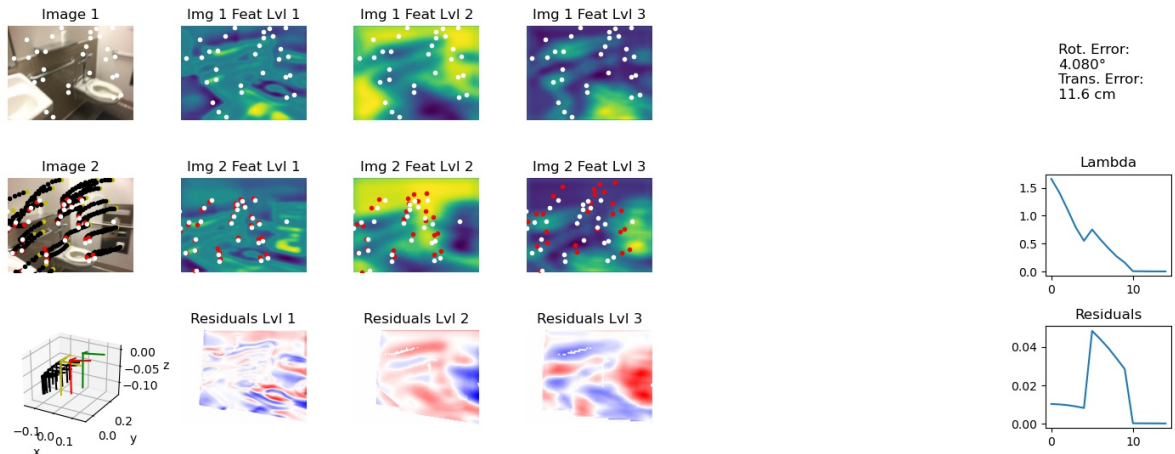 Image 1
Img 1 Feat Lvl 1
Img 1 Feat Lvl 2
Img 1 Feat Lvl 3
Rot. Error:
4.080°
Trans. Error:
11.6 cm
Image 2
Img 2 Feat Lvl 1
Img 2 Feat Lvl 2
Img 2 Feat Lvl 3
Lambda
1.5
1.0
0.5
0.0
0
10
Residuals Lvl 1
Residuals Lvl 2
Residuals Lvl 3
Residuals
0.00
−0.05
−0.10
z
−0.1
0.0
0.1
x
0.0
0.2
y
0.04
0.02
0.00
0
10